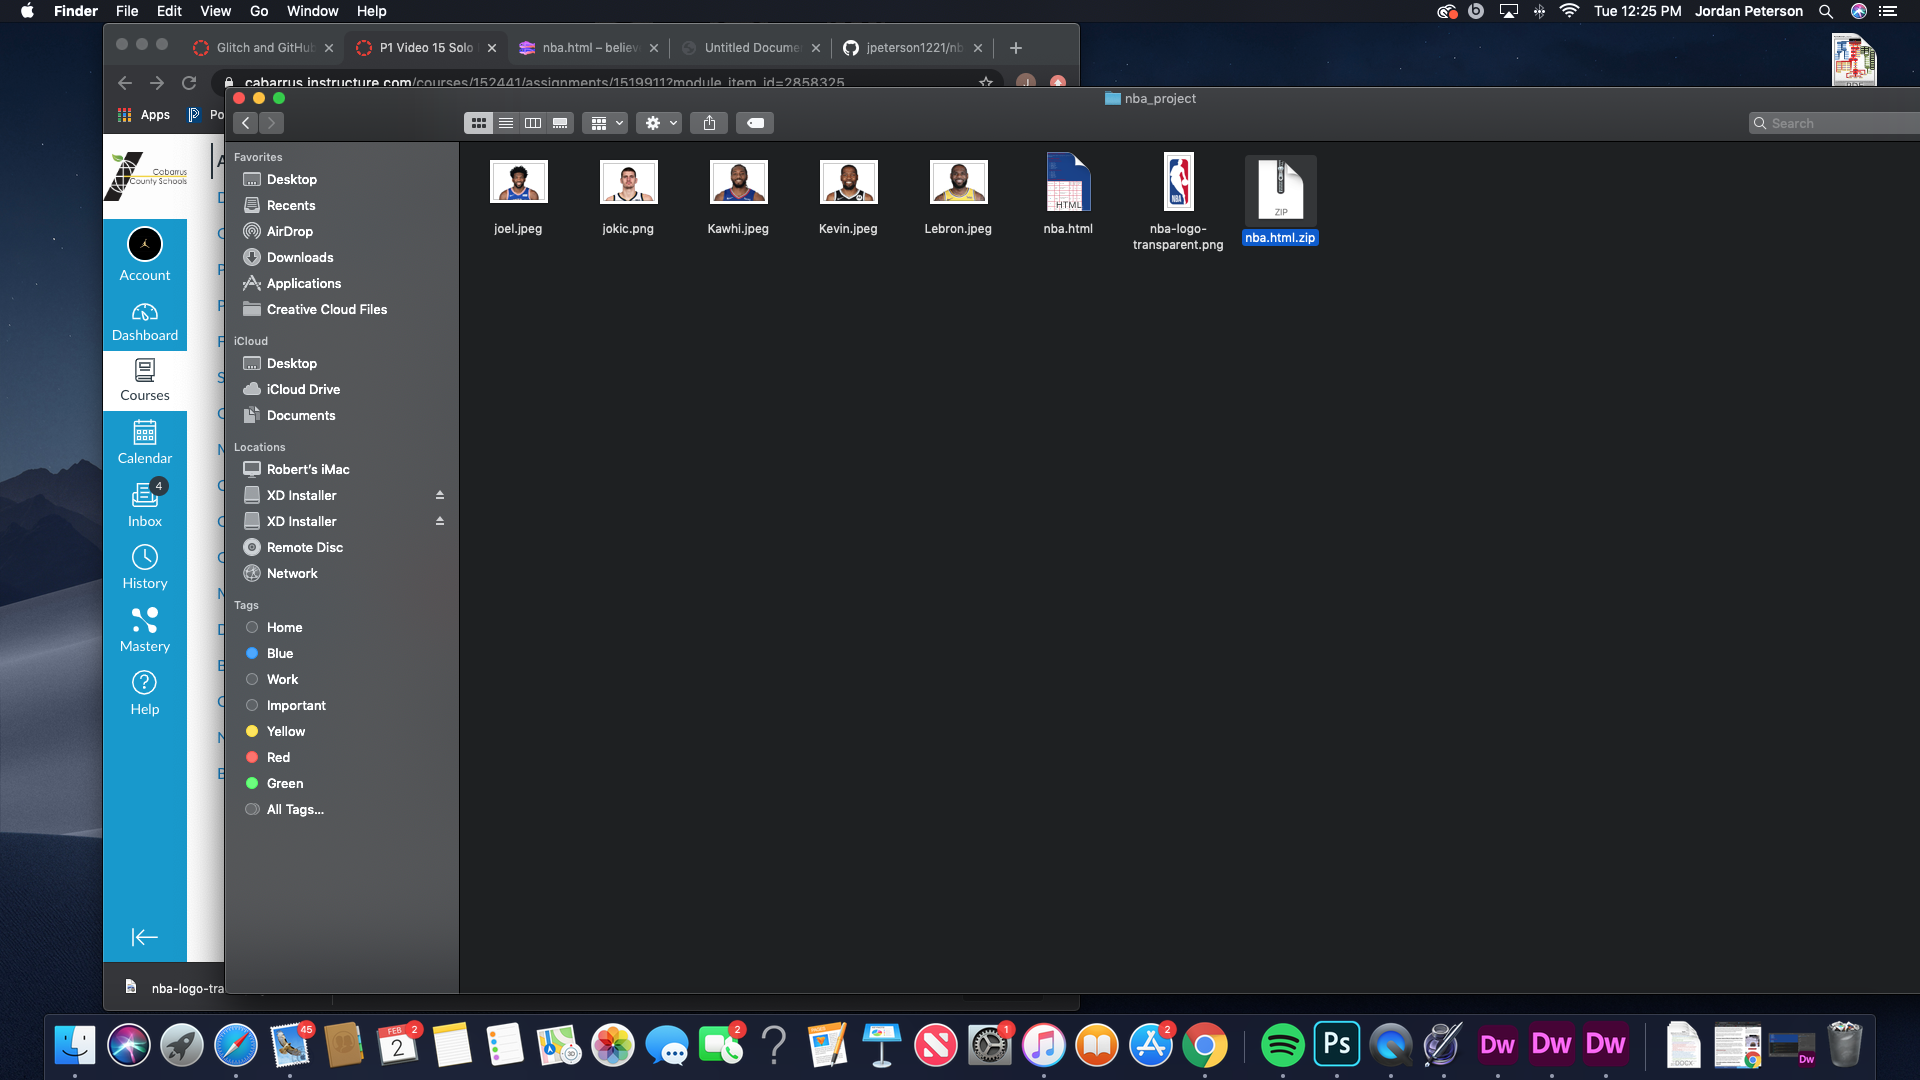 Finder File Edit View Go Window Help
Tue 12:25 PM Jordan Peterson
Glitch and GitHub
P1 Video 15 Solo
nba.html – believ
Untitled Docume
jpeterson1221/nb
cabarrus.instructure.com/courses/152441/assignments/1519911?module_item_id=2858325
Apps
Po
nba_project
Search
Cabarrus
County Schools
Account
Dashboard
Courses
Calendar
4
Inbox
History
Mastery
Help
Favorites
Desktop
Recents
AirDrop
Downloads
Applications
Creative Cloud Files
iCloud
Desktop
iCloud Drive
Documents
Locations
Robert's iMac
XD Installer
XD Installer
Remote Disc
Network
Tags
Home
Blue
Work
Important
Yellow
Red
Green
All Tags...
joel.jpeg
jokic.png
Kawhi.jpeg
Kevin.jpeg
Lebron.jpeg
HTML
nba.html
NBA
nba-logo-
transparent.png
ZIP
nba.html.zip
nba-logo-tra
45
FEB
2
2
2
1
2
Ps
Dw
Dw
Dw
DOCX
Dw